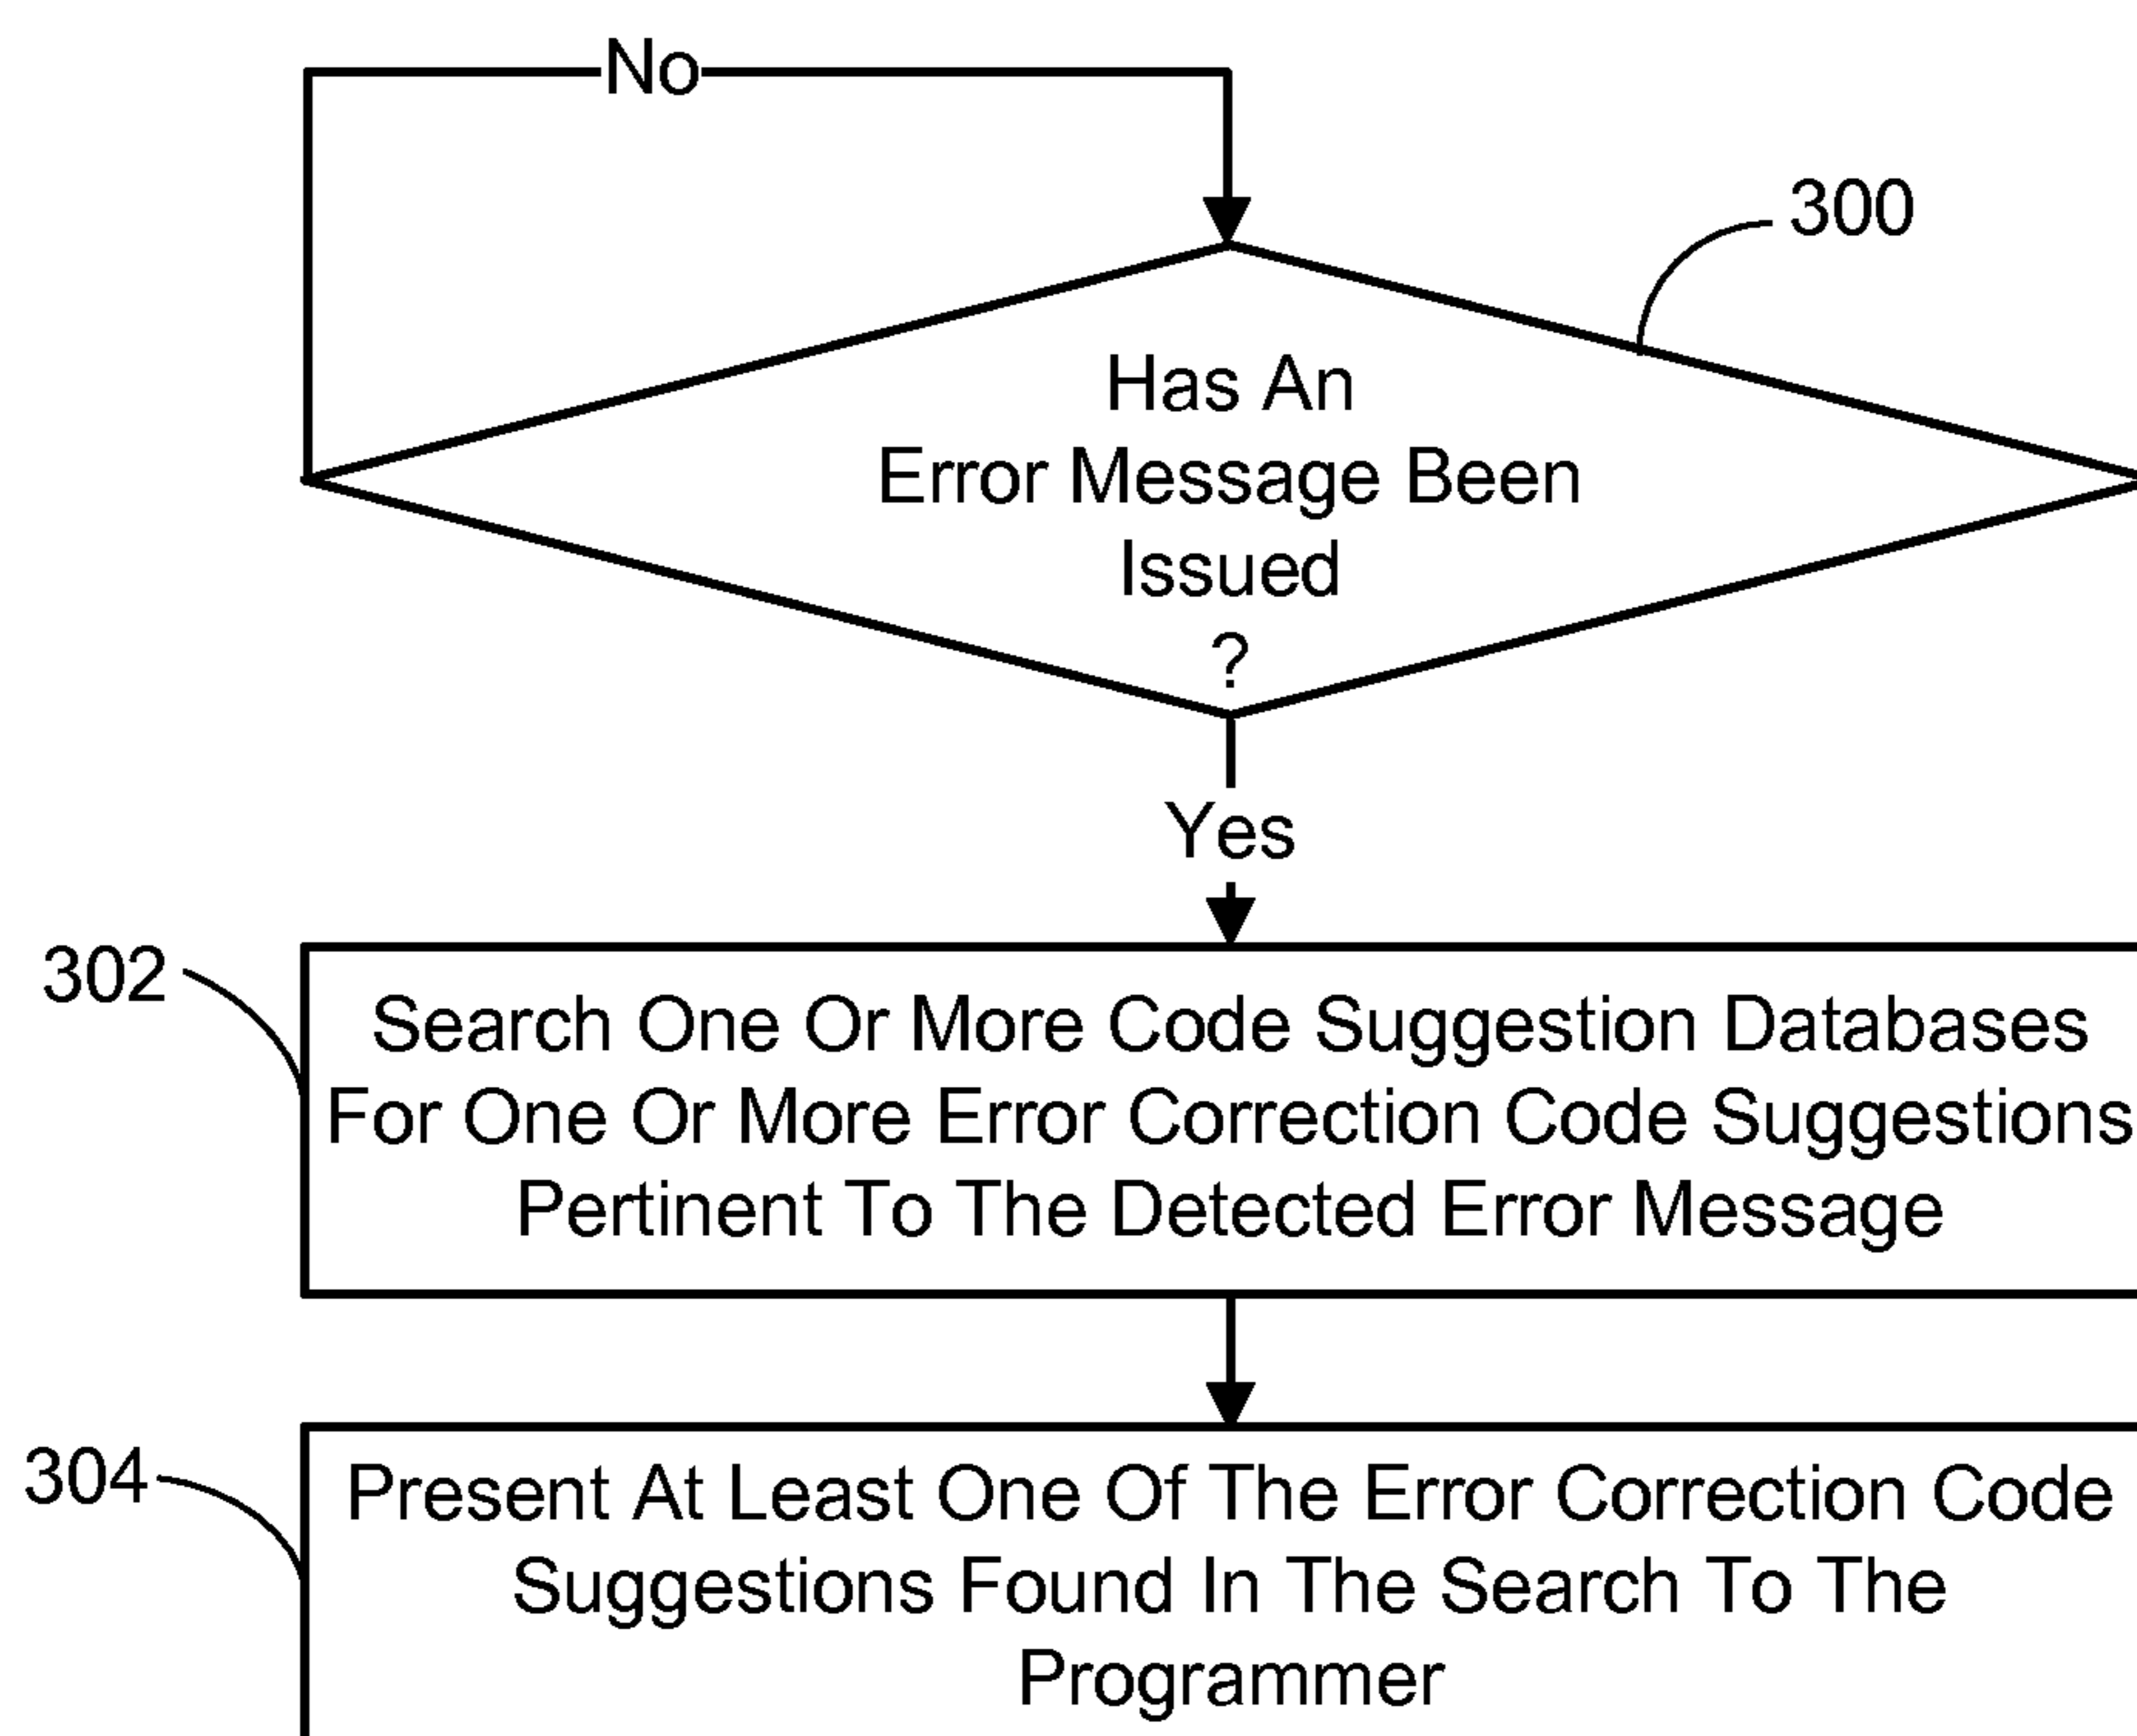 No
300
Has An
Error Message Been
Issued
?
Yes
302
Search One Or More Code Suggestion Databases
For One Or More Error Correction Code Suggestions
Pertinent To The Detected Error Message
304
Present At Least One Of The Error Correction Code
Suggestions Found In The Search To The
Programmer